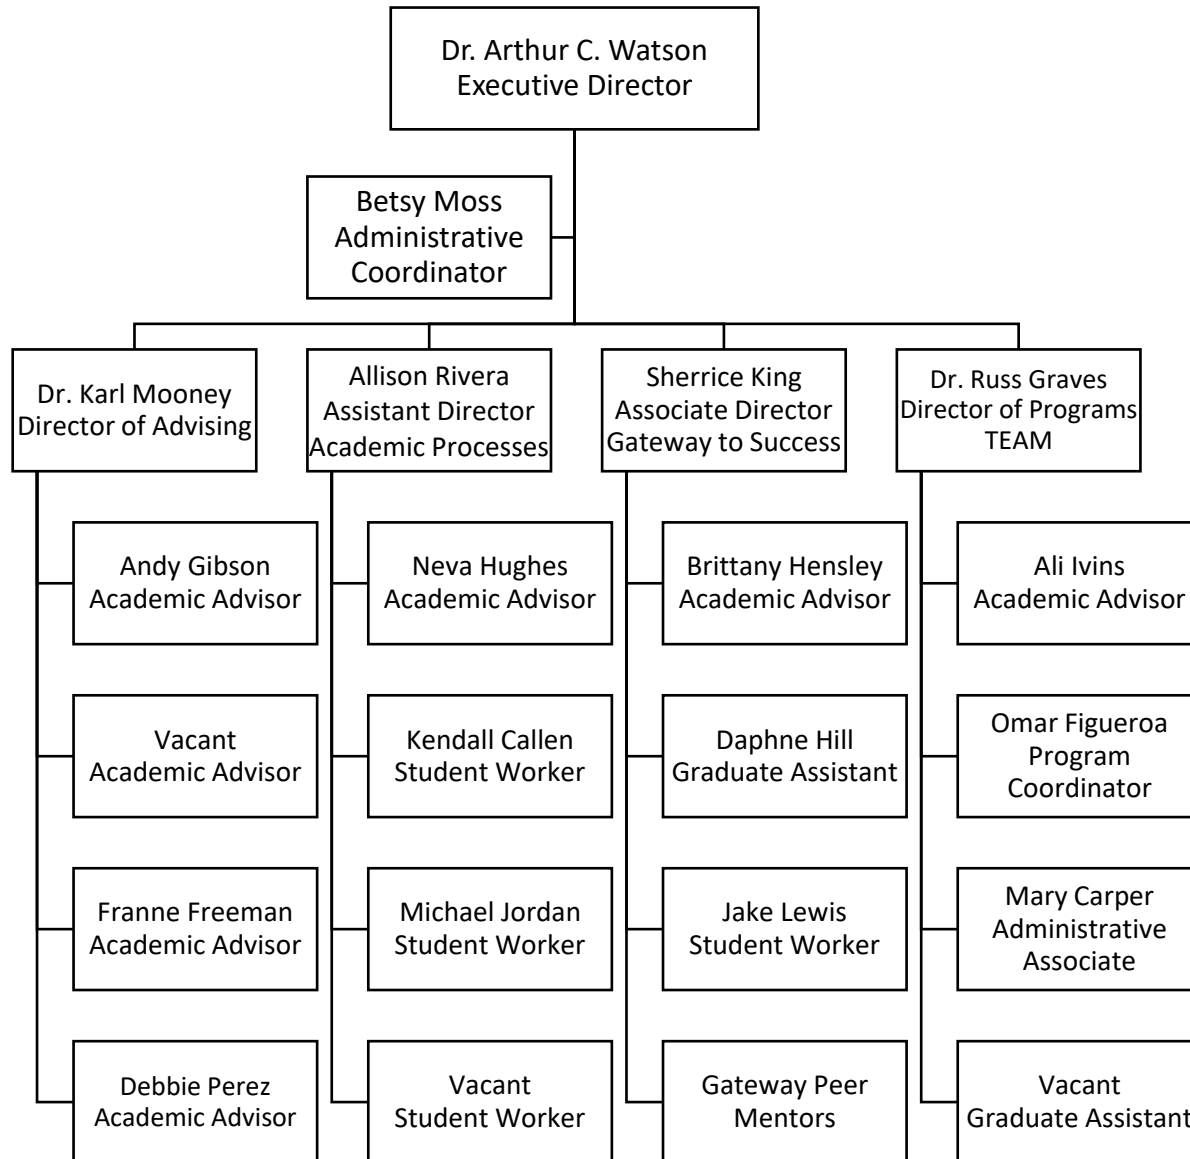 Dr. Arthur C. Watson
Executive Director
Betsy Moss
Administrative
Coordinator
Dr. Karl Mooney
Director of Advising
Allison Rivera
Assistant Director
Academic Processes
Sherrice King
Associate Director
Gateway to Success
Dr. Russ Graves
Director of Programs
TEAM
Andy Gibson
Academic Advisor
Neva Hughes
Academic Advisor
Brittany Hensley
Academic Advisor
Ali Ivins
Academic Advisor
Vacant
Academic Advisor
Kendall Callen
Student Worker
Daphne Hill
Graduate Assistant
Omar Figueroa
Program
Coordinator
Franne Freeman
Academic Advisor
Michael Jordan
Student Worker
Jake Lewis
Student Worker
Mary Carper
Administrative
Associate
Debbie Perez
Academic Advisor
Vacant
Student Worker
Gateway Peer
Mentors
Vacant
Graduate Assistant